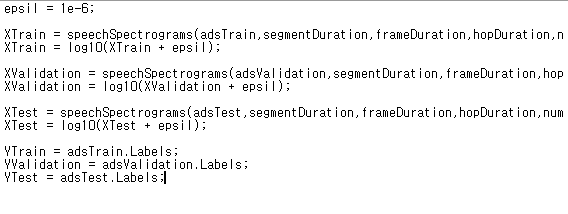 epsil = 1e-6;
XTrain = speechSpectrograms(adsTrain,segmentDuration,frameDuration,hopDuration,n
XTrain = log10(XTrain + epsil);
XValidation = speechSpectrograms(adsValidation,segmentDuration,frameDuration,hop
XValidation = log10(XValidation + epsil);
XTest = speechSpectrograms(adsTest,segmentDuration,frameDuration,hopDuration,num
XTest = log10(XTest + epsil);
YTrain = adsTrain.Labels;
YValidation = adsValidation.Labels;
YTest = adsTest.Labels;